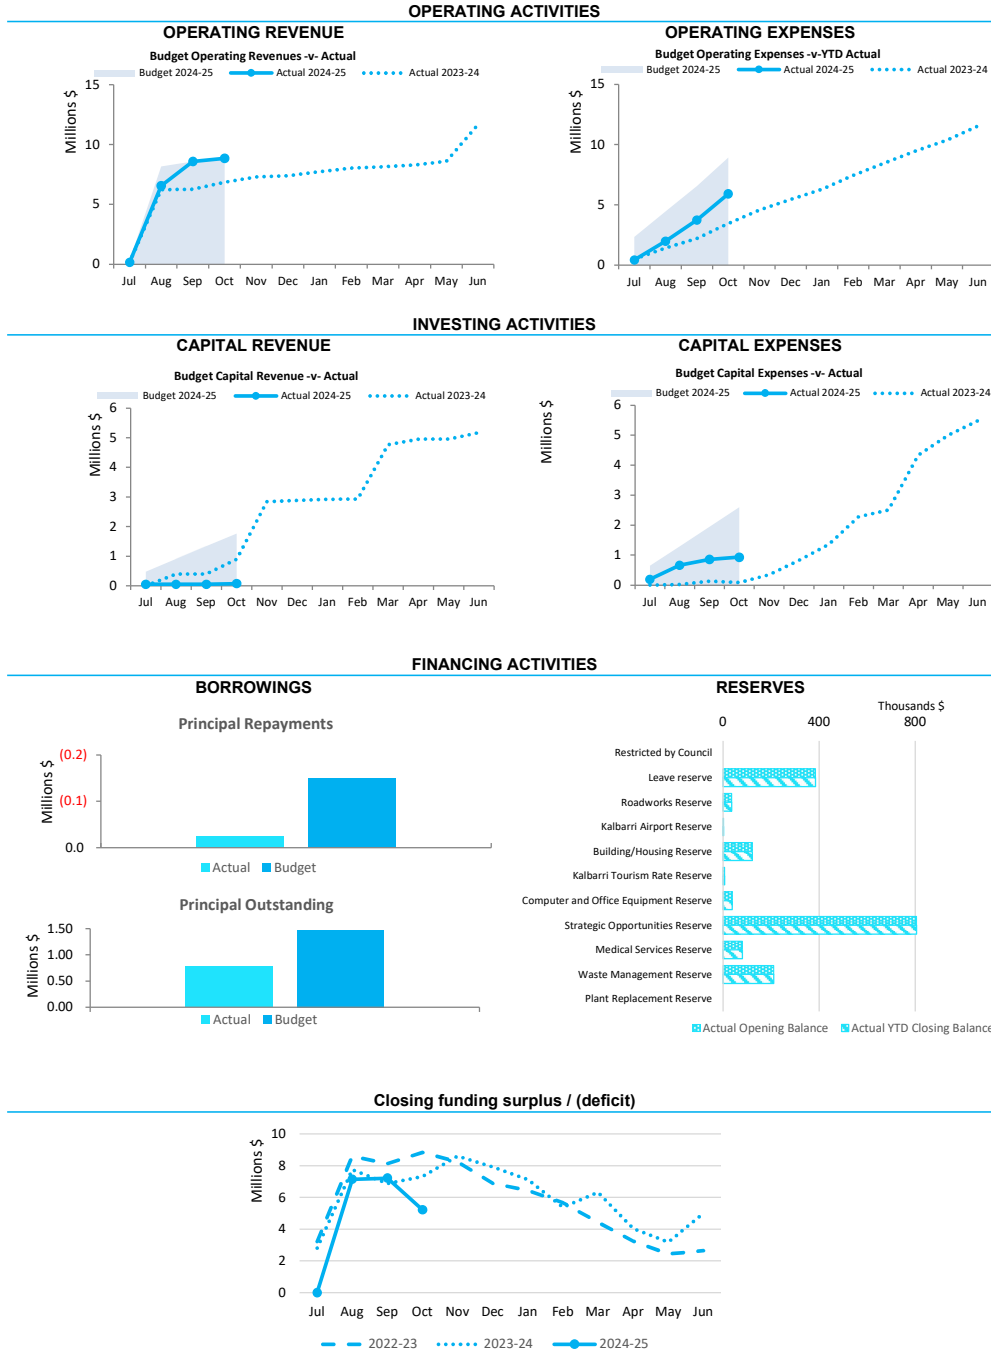 OPERATING ACTIVITIES
OPERATING REVENUE
Budget Operating Revenues -v- Actual
Budget 2024-25 Actual 2024-25 Actual 2023-24
Millions $
15
10
5
0
Jul Aug Sep Oct Nov Dec Jan Feb Mar Apr May Jun
OPERATING EXPENSES
Budget Operating Expenses -v-YTD Actual
Budget 2024-25 Actual 2024-25 Actual 2023-24
Millions $
15
10
5
0
Jul Aug Sep Oct Nov Dec Jan Feb Mar Apr May Jun
INVESTING ACTIVITIES
CAPITAL REVENUE
Budget Capital Revenue -v- Actual
Budget 2024-25 Actual 2024-25 Actual 2023-24
Millions $
6
5
4
3
2
1
0
Jul Aug Sep Oct Nov Dec Jan Feb Mar Apr May Jun
CAPITAL EXPENSES
Budget Capital Expenses -v- Actual
Budget 2024-25 Actual 2024-25 Actual 2023-24
Millions $
6
5
4
3
2
1
0
Jul Aug Sep Oct Nov Dec Jan Feb Mar Apr May Jun
FINANCING ACTIVITIES
BORROWINGS
Principal Repayments
Millions $
(0.2)
(0.1)
0.0
Actual Budget
Principal Outstanding
Millions $
1.50
1.00
0.50
0.00
Actual Budget
RESERVES
Thousands $
0 400 800
Restricted by Council
Leave reserve
Roadworks Reserve
Kalbarri Airport Reserve
Building/Housing Reserve
Kalbarri Tourism Rate Reserve
Computer and Office Equipment Reserve
Strategic Opportunities Reserve
Medical Services Reserve
Waste Management Reserve
Plant Replacement Reserve
Actual Opening Balance Actual YTD Closing Balance
Closing funding surplus / (deficit)
Millions $
10
8
6
4
2
0
Jul Aug Sep Oct Nov Dec Jan Feb Mar Apr May Jun
2022-23 2023-24 2024-25